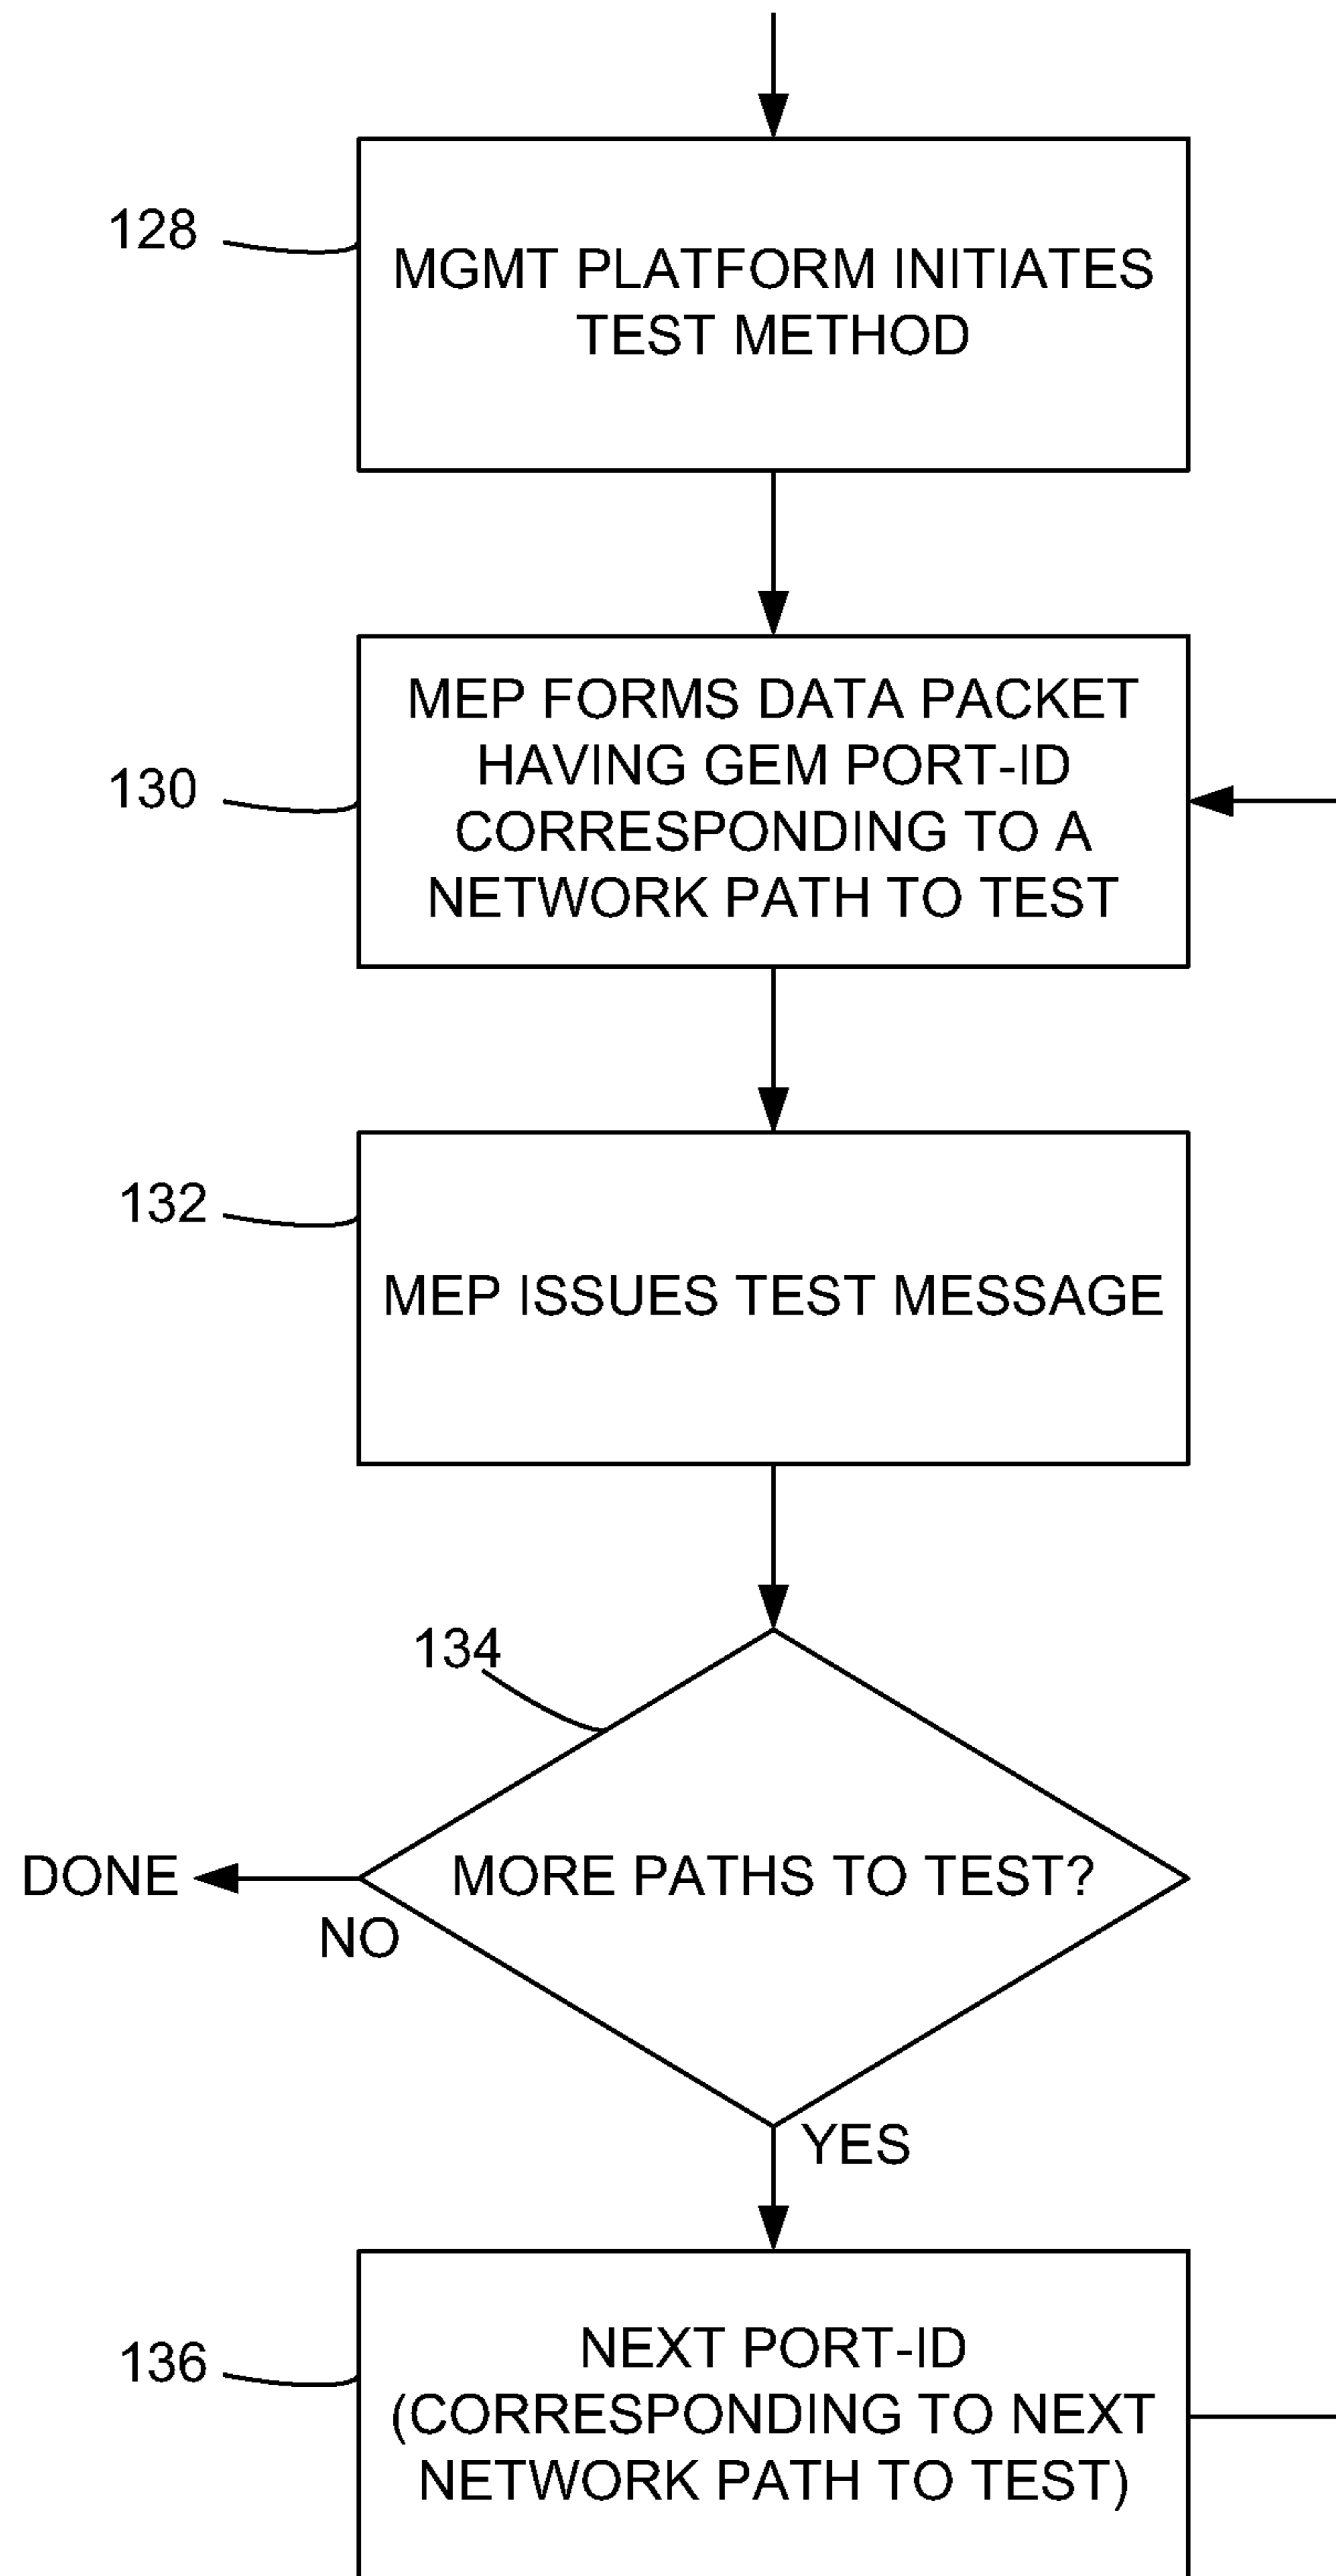 128
MGMT PLATFORM INITIATES
TEST METHOD
130
MEP FORMS DATA PACKET
HAVING GEM PORT-ID
CORRESPONDING TO A
NETWORK PATH TO TEST
132
MEP ISSUES TEST MESSAGE
134
MORE PATHS TO TEST?
DONE
NO
YES
136
NEXT PORT-ID
(CORRESPONDING TO NEXT
NETWORK PATH TO TEST)